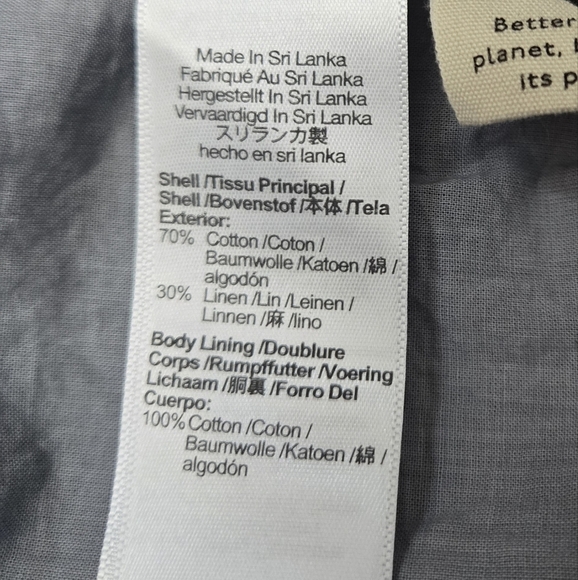 Made In Sri Lanka
Fabriqué Au Sri Lanka
Hergestellt In Sri Lanka
Vervaardigd In Sri Lanka
スリランカ製
hecho en sri lanka
Shell /Tissu Principal /
Shell /Bovenstof /本体 /Tela
Exterior:
70% Cotton /Coton /
Baumwolle /Katoen /綿 /
algodón
30% Linen /Lin /Leinen /
Linnen /麻 /lino
Body Lining /Doublure
Corps /Rumpffutter /Voering
Lichaam /胴裏 /Forro Del
Cuerpo:
100% Cotton /Coton /
Baumwolle /Katoen /綿 /
algodón
Better
planet,
its